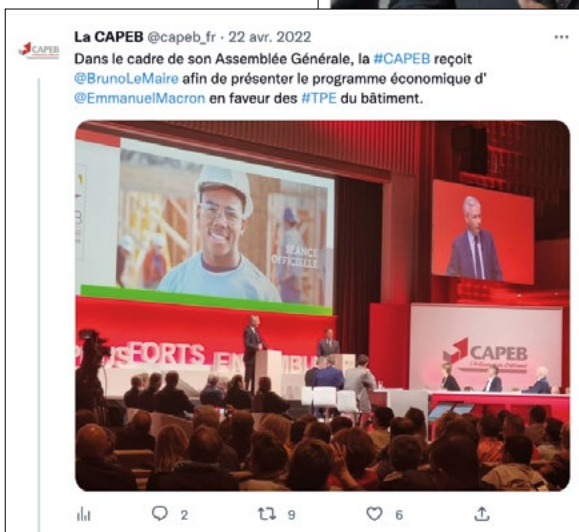 La CAPEB @capeb_fr · 22 avr. 2022 ...
CAPEB
Dans le cadre de son Assemblée Générale, la #CAPEB reçoit
@BrunoLeMaire afin de présenter le programme économique d'
@EmmanuelMacron en faveur des #TPE du bâtiment.
SÉANCE
OFFICIELLE
FORTS
CAPEB
2 9 6